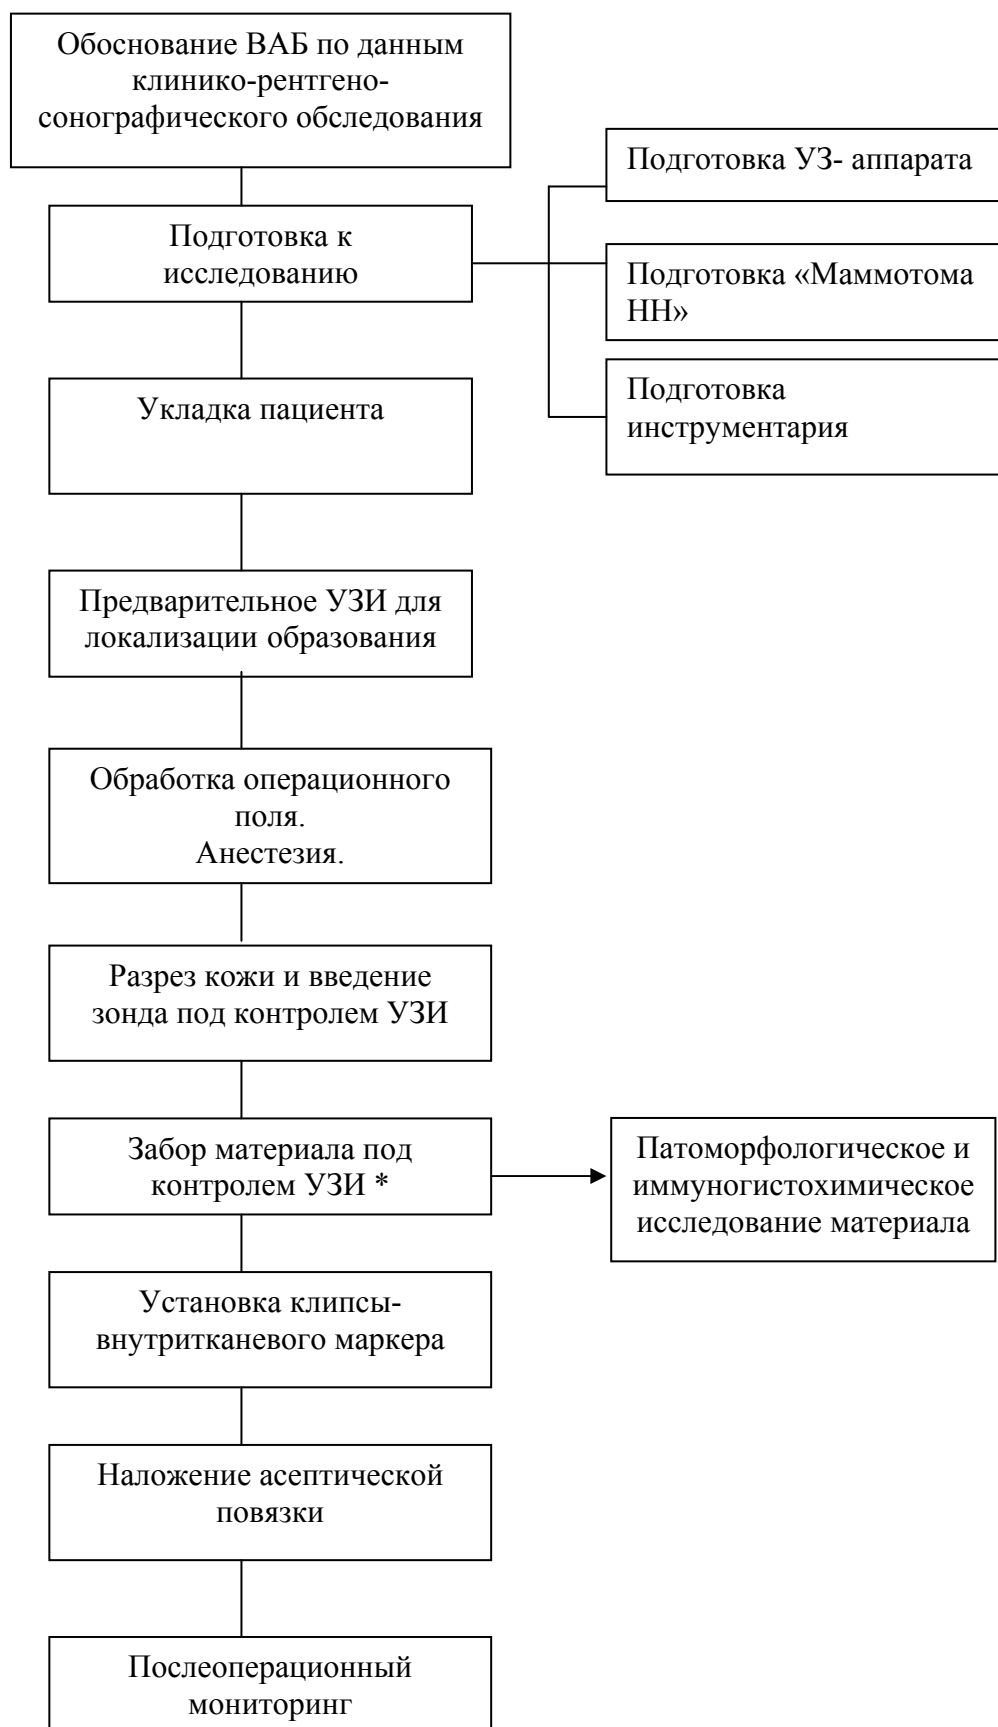 Обоснование ВАБ по данным
клинико-рентгено-
сонографического обследования
Подготовка к
исследованию
Подготовка УЗ- аппарата
Подготовка «Маммотома
НН»
Подготовка
инструментария
Укладка пациента
Предварительное УЗИ для
локализации образования
Обработка операционного
поля.
Анестезия.
Разрез кожи и введение
зонда под контролем УЗИ
Забор материала под
контролем УЗИ *
Патоморфологическое и
иммуногистохимическое
исследование материала
Установка клипсы-
внутритканевого маркера
Наложение асептической
повязки
Послеоперационный
мониторинг